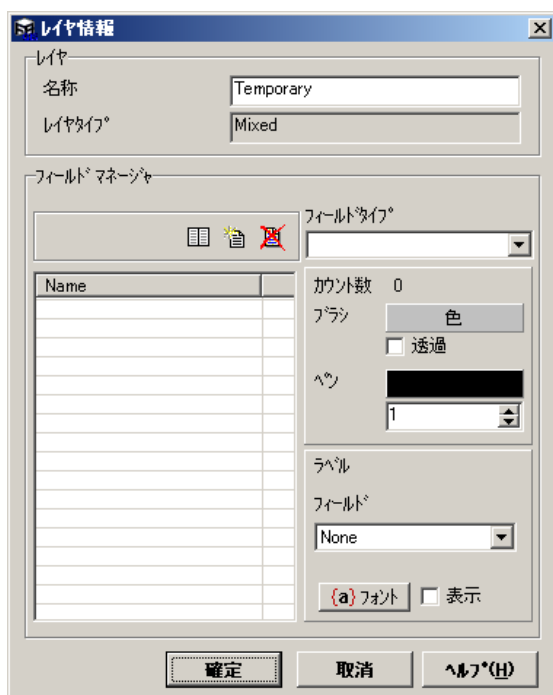 レイヤ情報
レイヤ
名称
Temporary
ﾚｲﾔﾀｲﾌﾟ
Mixed
ﾌｨｰﾙﾄﾞﾏﾈｰｼﾞｬ
ﾌｨｰﾙﾄﾞﾀｲﾌﾟ
Name
ｶｳﾝﾄ数 0
ﾌﾞﾗｼ
色
透過
ﾍﾟﾝ
1
ﾗﾍﾞﾙ
ﾌｨｰﾙﾄﾞ
None
{a} ﾌｫﾝﾄ
表示
確定
取消
ﾍﾙﾌﾟ(H)